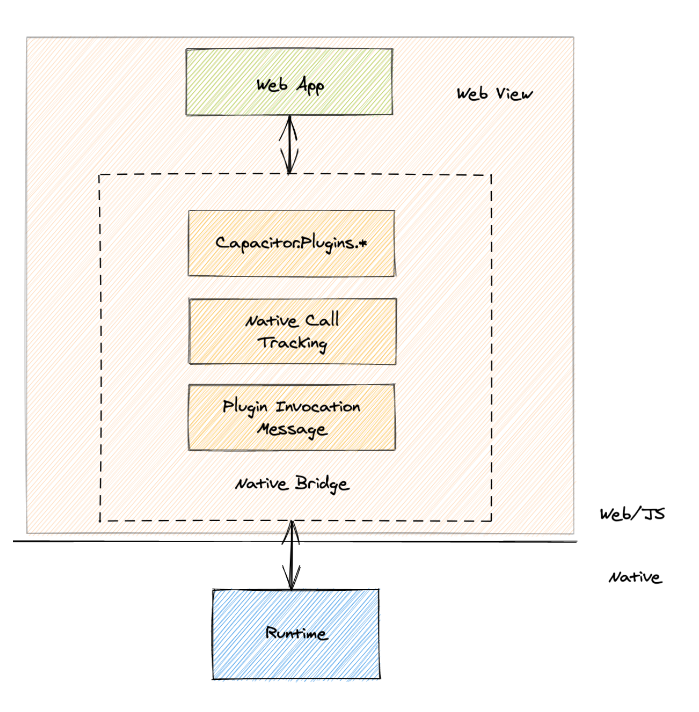 Web App
Web View
Capacitor.Plugins.*
Native Call
Tracking
Plugin Invocation
Message
Native Bridge
Web/JS
Native
Runtime